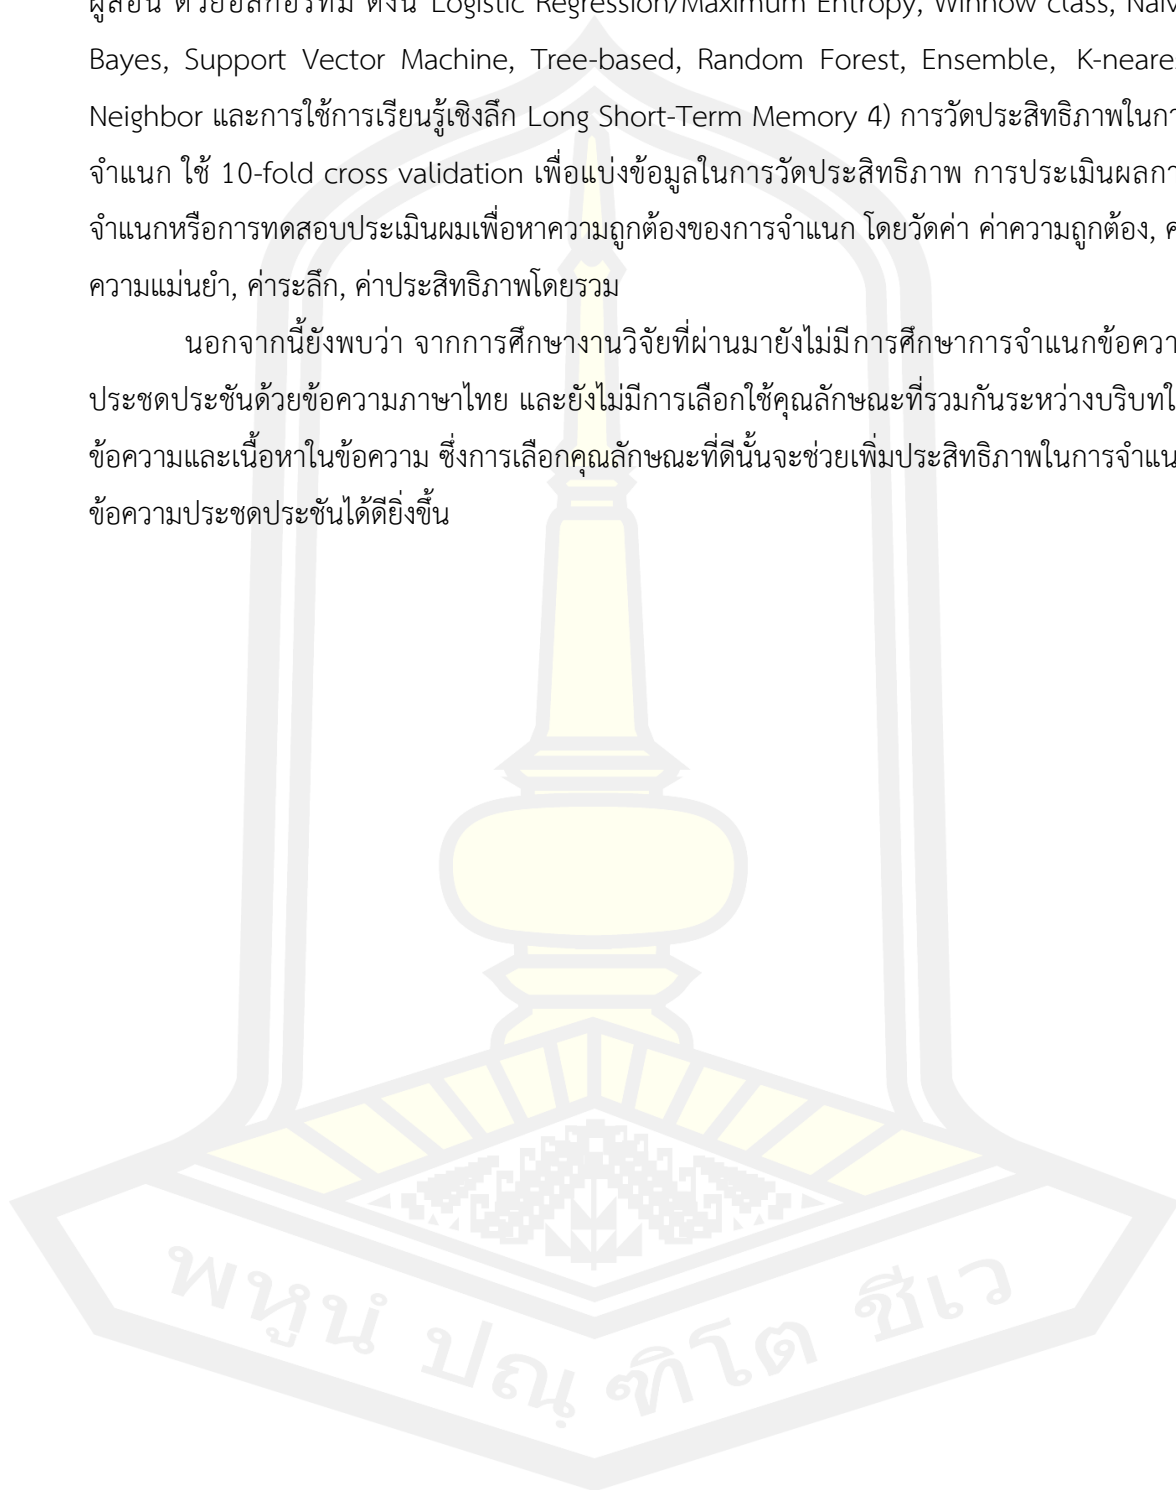 ผู้สอน ด้วยอัลกอริทึม ดังนี้ Logistic Regression/Maximum Entropy, Winnow class,
Bayes, Support Vector Machine, Tree-based, Random Forest, Ensemble,
Neighbor และการใช้การเรียนรู้เชิงลึก Long Short-Term Memory 4) การวัดประสิทธิภาพใน
จำแนก ใช้ 10-fold cross validation เพื่อแบ่งข้อมูลในการวัดประสิทธิภาพ การประเมินผล
จำแนกหรือการทดสอบประเมินผมเพื่อหาความถูกต้องของการจำแนก โดยวัดค่า ค่าความถูกต้อง,
ความแม่นยำ, ค่าระลึก, ค่าประสิทธิภาพโดยรวม
นอกจากนี้ยังพบว่า จากการศึกษางานวิจัยที่ผ่านมายังไม่มีการศึกษาการจำแนก
ประชดประชันด้วยข้อความภาษาไทย และยังไม่มีการเลือกใช้คุณลักษณะที่รวมกันระหว่างบริบท
ข้อความและเนื้อหาในข้อความ ซึ่งการเลือกคุณลักษณะที่ดีนั้นจะช่วยเพิ่มประสิทธิภาพในการ
ข้อความประชดประชันได้ดียิ่งขึ้น
พหูนํ ปณฺฑิโต ชีเว